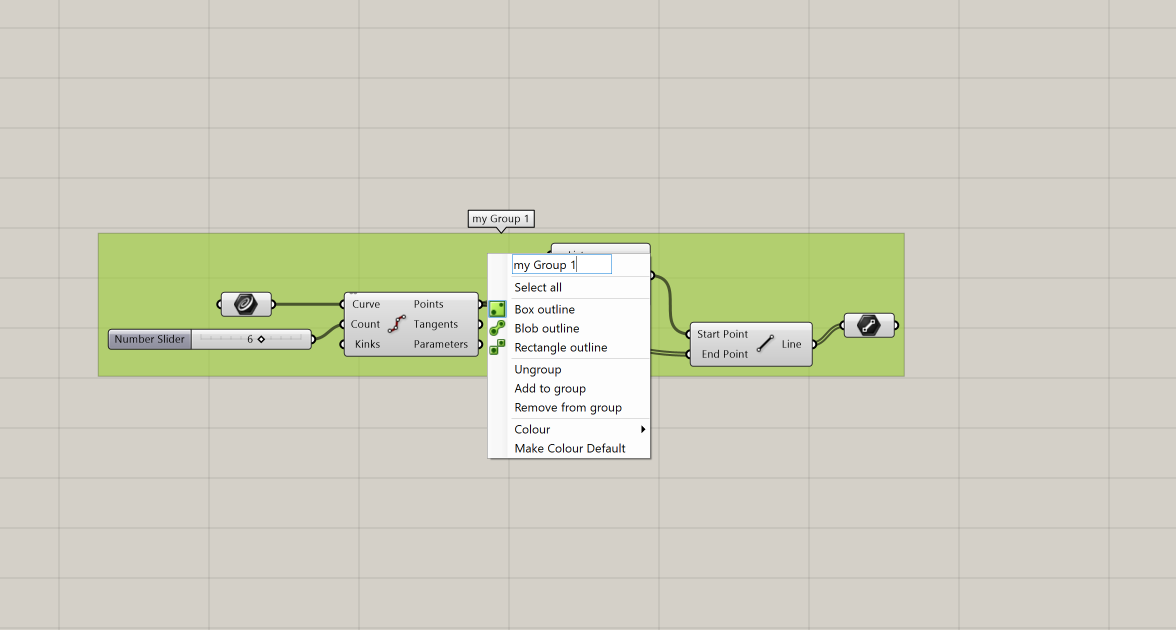 my Group 1
my Group 1
Select all
Box outline
Blob outline
Rectangle outline
Ungroup
Add to group
Remove from group
Colour
Make Colour Default
Curve Points
Count Tangents
Kinks Parameters
Number Slider 6
Start Point
End Point
Line